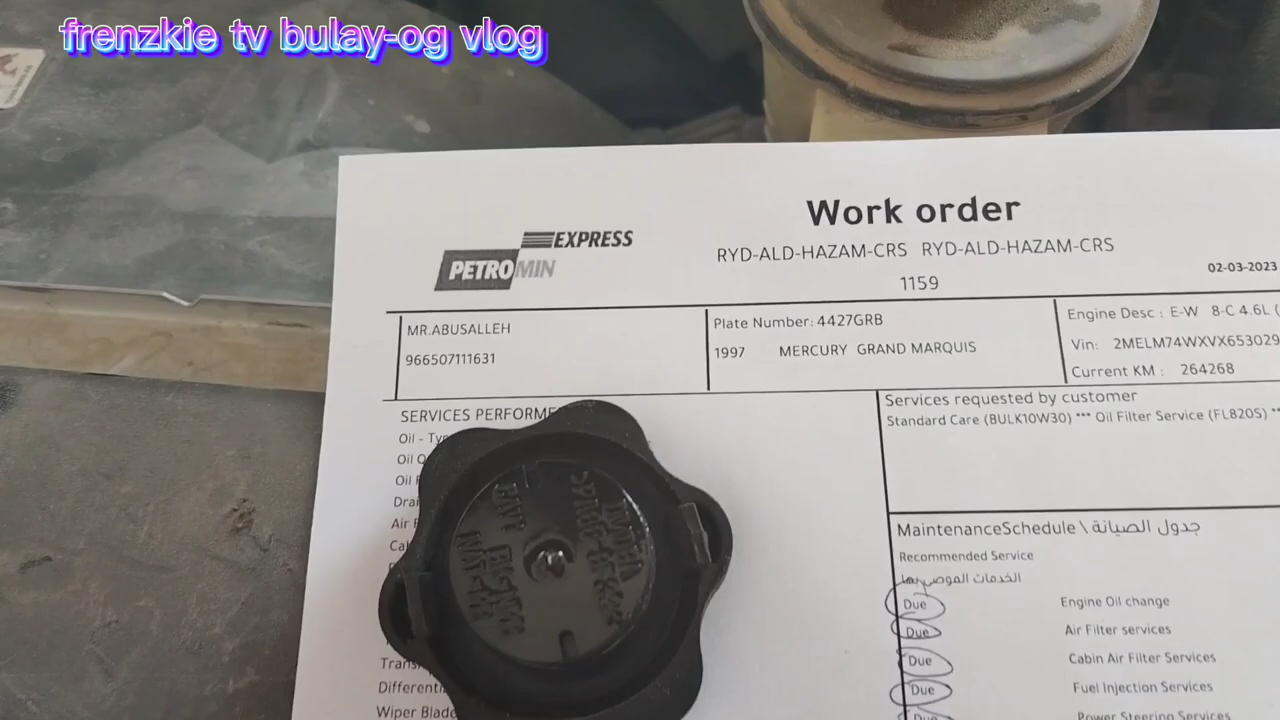 frenzkie tv bulay-og vlog
Work order
EXPRESS
PETROMIN
RYD-ALD-HAZAM-CRS RYD-ALD-HAZAM-CRS
1159
02-03-2023
MR.ABUSALLEH
966507111631
Plate Number: 4427GRB
1997 MERCURY GRAND MARQUIS
Engine Desc : E-W 8-C 4.6L (
Vin: 2MELM74WXVX653029
Current KM : 264268
SERVICES
Oil -
Oil
Oil
Air
Wiper
Services requested by customer
Standard Care (BULK10W30) *** Oil Filter Service (FL820S)
MaintenanceSchedule \ جدول الصيانة
Recommended Service
الخدمات الموصى بها
Due Engine Oil change
Due Air Filter services
Due Cabin Air Filter Services
Due Fuel Injection Services
Power Steering Services